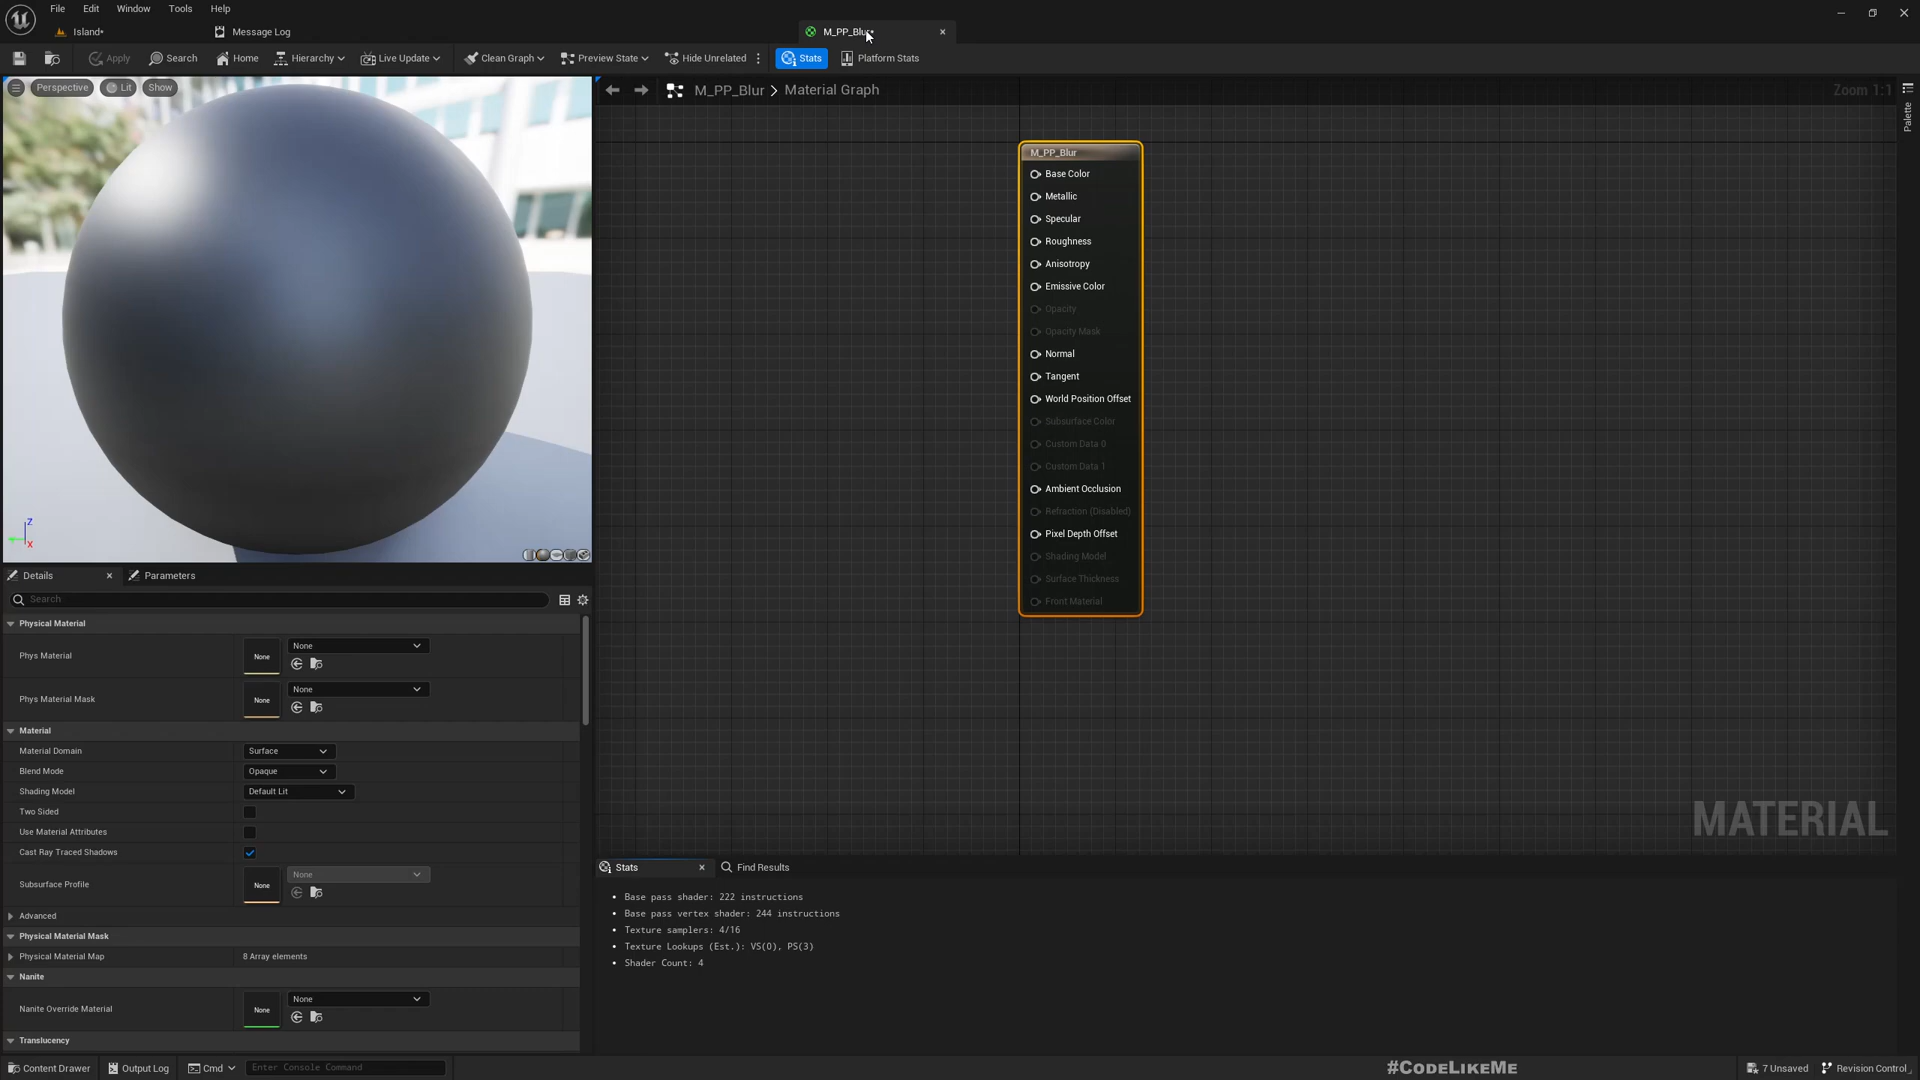 File Edit Window Tools Help
Island* Message Log M_PP_Blur*
Apply Search Home Hierarchy Live Update Clean Graph Preview State Hide Unrelated Stats Platform Stats
Perspective Lit Show
M_PP_Blur > Material Graph
Zoom 1:1
Palette
M_PP_Blur
Base Color
Metallic
Specular
Roughness
Anisotropy
Emissive Color
Opacity
Opacity Mask
Normal
Tangent
World Position Offset
Subsurface Color
Custom Data 0
Custom Data 1
Ambient Occlusion
Refraction (Disabled)
Pixel Depth Offset
Shading Model
Surface Thickness
Front Material
MATERIAL
Z
X
Details Parameters
Search
Physical Material
Phys Material None None
Phys Material Mask None None
Material
Material Domain Surface
Blend Mode Opaque
Shading Model Default Lit
Two Sided
Use Material Attributes
Cast Ray Traced Shadows
Subsurface Profile None None
Advanced
Physical Material Mask
Physical Material Map 8 Array elements
Nanite
Nanite Override Material None None
Translucency
Stats Find Results
Base pass shader: 222 instructions
Base pass vertex shader: 244 instructions
Texture samplers: 4/16
Texture Lookups (Est.): VS(0), PS(3)
Shader Count: 4
Content Drawer Output Log Cmd Enter Console Command #CODELIKEME 7 Unsaved Revision Control